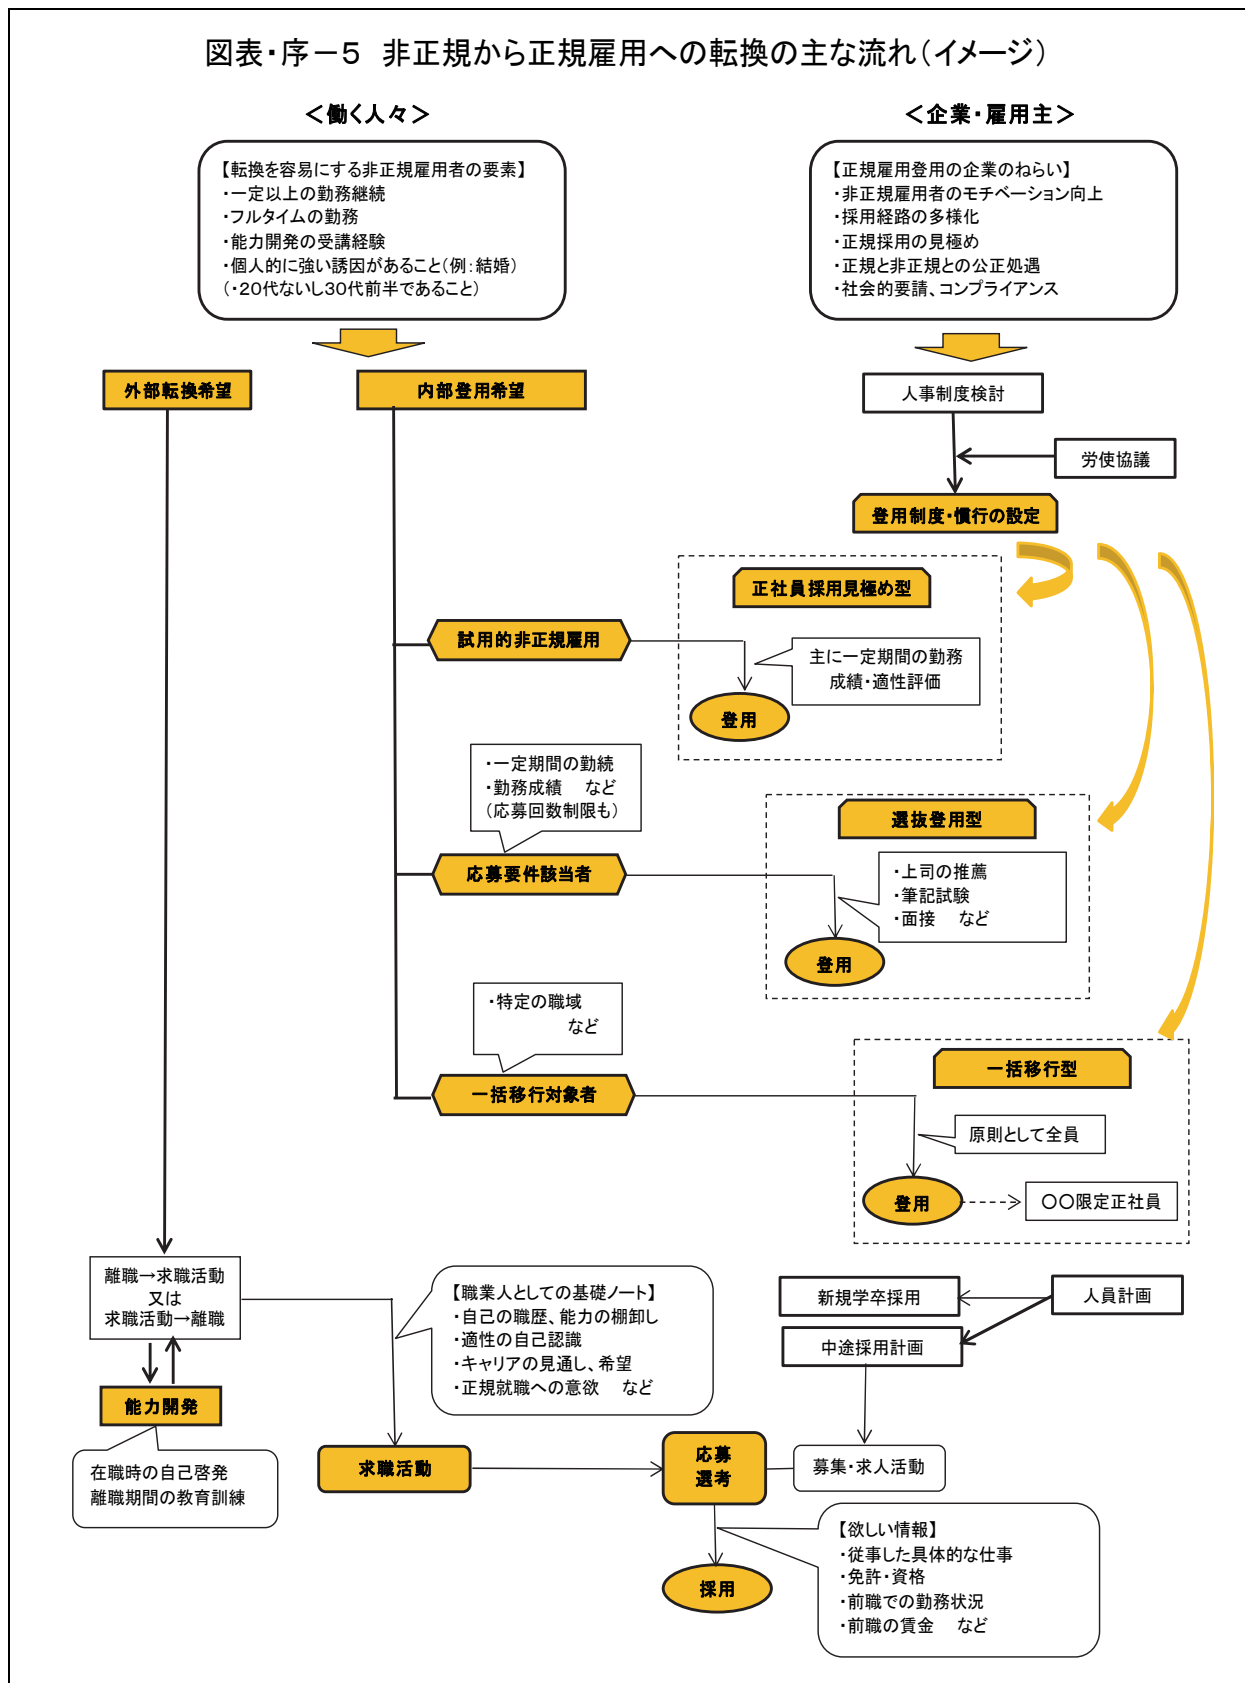 図表・序－５　非正規から正規雇用への転換の主な流れ（イメージ）
＜働く人々＞
＜企業・雇用主＞
【転換を容易にする非正規雇用者の要素】
・一定以上の勤務継続
・フルタイムの勤務
・能力開発の受講経験
・個人的に強い誘因があること（例：結婚）
（・20代ないし30代前半であること）
【正規雇用登用の企業のねらい】
・非正規雇用者のモチベーション向上
・採用経路の多様化
・正規採用の見極め
・正規と非正規との公正処遇
・社会的要請、コンプライアンス
外部転換希望
内部登用希望
人事制度検討
労使協議
登用制度・慣行の設定
正社員採用見極め型
試用的非正規雇用
主に一定期間の勤務
成績・適性評価
登用
・一定期間の勤続
・勤務成績　など
（応募回数制限も）
選抜登用型
応募要件該当者
・上司の推薦
・筆記試験
・面接　など
登用
・特定の職域
など
一括移行型
一括移行対象者
原則として全員
登用
〇〇限定正社員
離職→求職活動
又は
求職活動→離職
【職業人としての基礎ノート】
・自己の職歴、能力の棚卸し
・適性の自己認識
・キャリアの見通し、希望
・正規就職への意欲　など
新規学卒採用
人員計画
中途採用計画
能力開発
在職時の自己啓発
離職期間の教育訓練
求職活動
応募
選考
募集・求人活動
【欲しい情報】
・従事した具体的な仕事
・免許・資格
・前職での勤務状況
・前職の賃金　など
採用